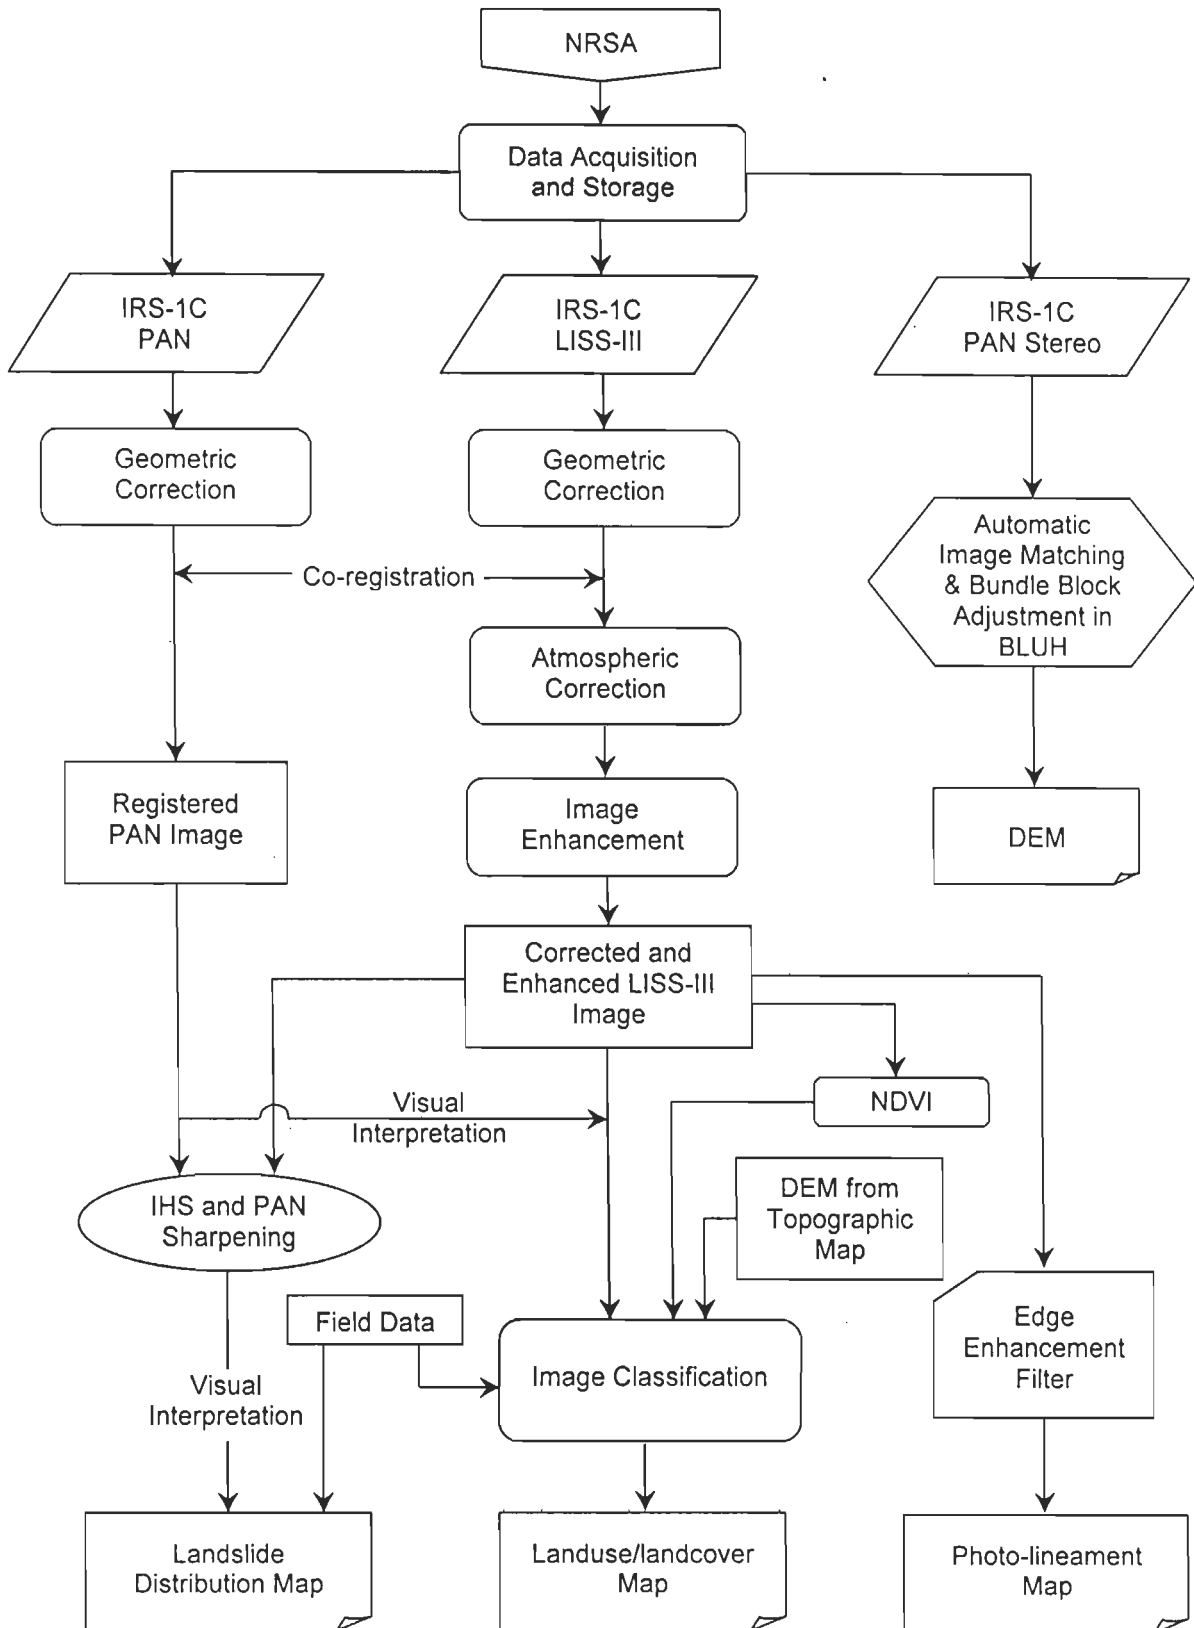 NRSA
Data Acquisition
and Storage
IRS-1C
PAN
IRS-1C
LISS-III
IRS-1C
PAN Stereo
Geometric
Correction
Geometric
Correction
Automatic
Image Matching
& Bundle Block
Adjustment in
BLUH
Co-registration
Atmospheric
Correction
Registered
PAN Image
Image
Enhancement
DEM
Corrected and
Enhanced LISS-III
Image
NDVI
Visual
Interpretation
DEM from
Topographic
Map
IHS and PAN
Sharpening
Field Data
Image Classification
Edge
Enhancement
Filter
Visual
Interpretation
Landslide
Distribution Map
Landuse/landcover
Map
Photo-lineament
Map